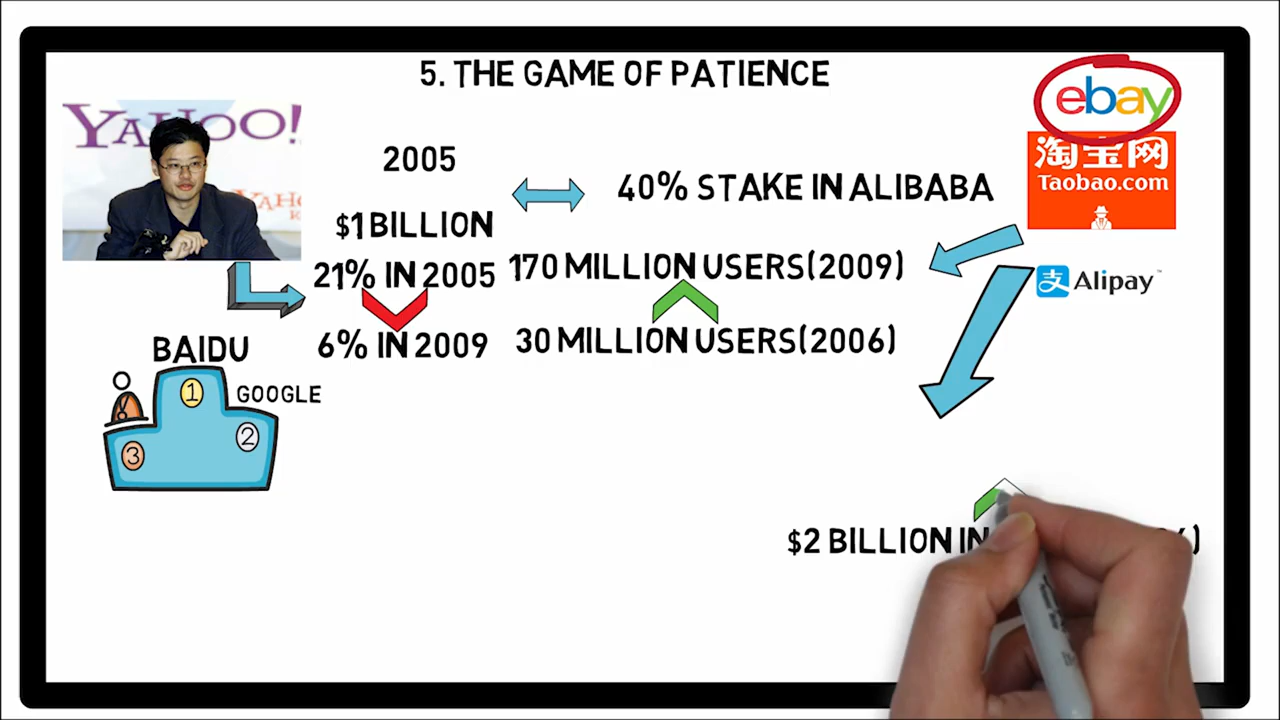 5. THE GAME OF PATIENCE
YAHOO!
ebay
淘宝网
Taobao.com
2005
$1 BILLION
40% STAKE IN ALIBABA
21% IN 2005
170 MILLION USERS(2009)
支 Alipay™
6% IN 2009
30 MILLION USERS(2006)
BAIDU
GOOGLE
1
2
3
$2 BILLION IN